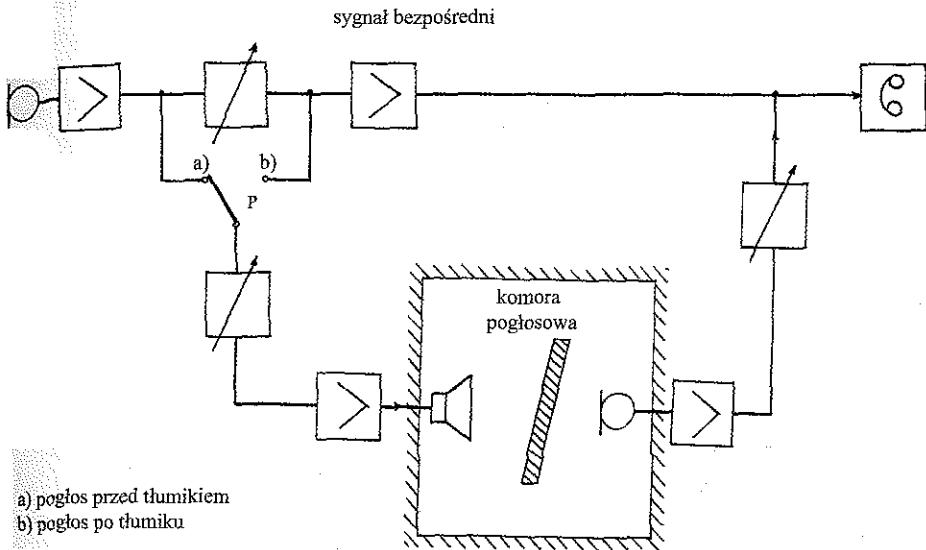 sygnał bezpośredni
a)
b)
P
komora
pogłosowa
a) pogłos przed tłumikiem
b) pogłos po tłumiku